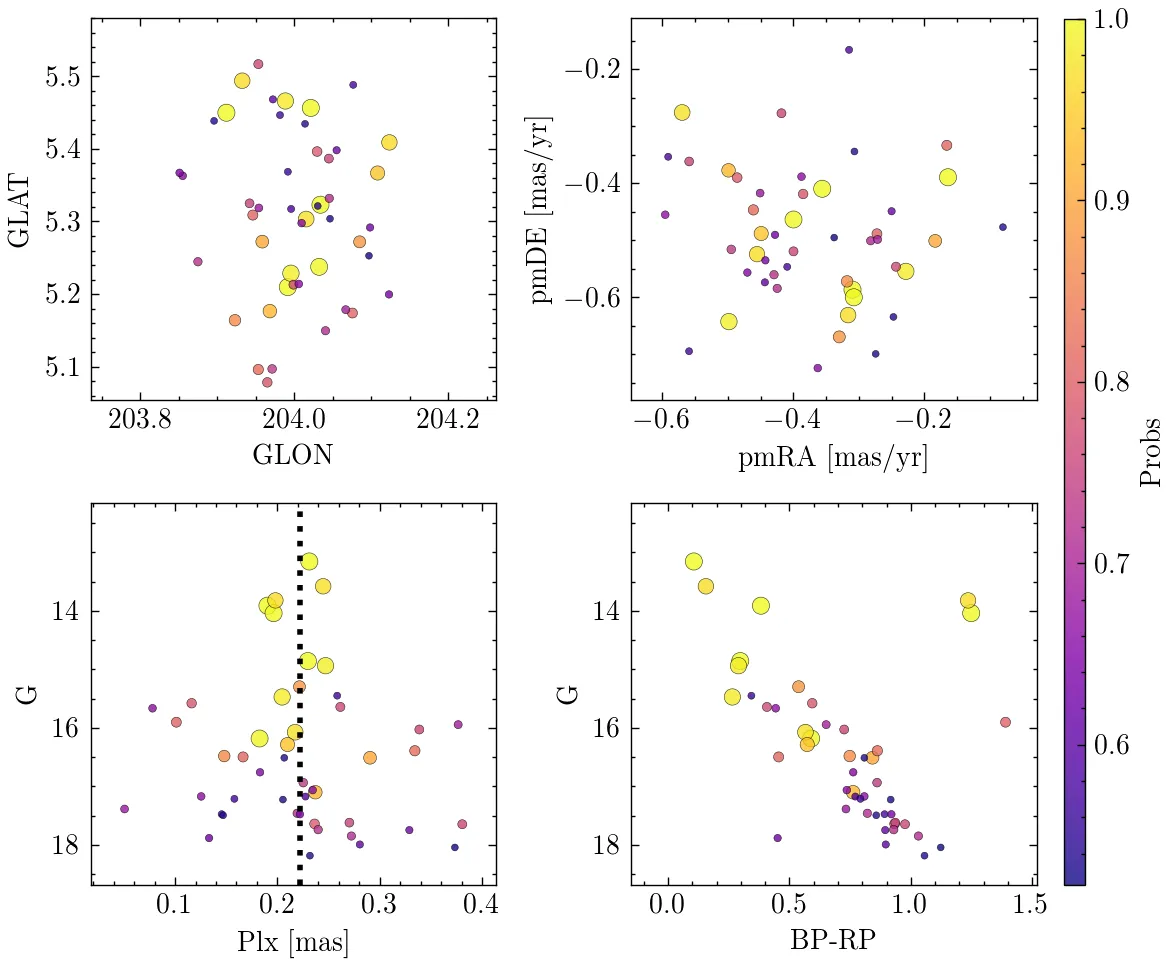 5.5
5.4
5.3
5.2
5.1
GLAT
203.8 204.0 204.2
GLON
−0.2
−0.4
−0.6
pmDE [mas/yr]
−0.6 −0.4 −0.2
pmRA [mas/yr]
14
16
18
G
0.1 0.2 0.3 0.4
Plx [mas]
14
16
18
G
0.0 0.5 1.0 1.5
BP-RP
1.0
0.9
0.8
0.7
0.6
Probs